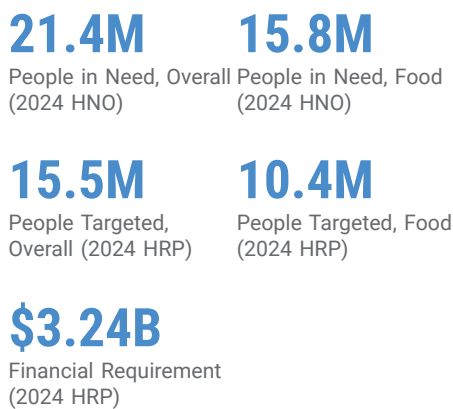 21.4M
People in Need, Overall
(2024 HNO)
15.8M
People in Need, Food
(2024 HNO)
15.5M
People Targeted,
Overall (2024 HRP)
10.4M
People Targeted, Food
(2024 HRP)
$3.24B
Financial Requirement
(2024 HRP)